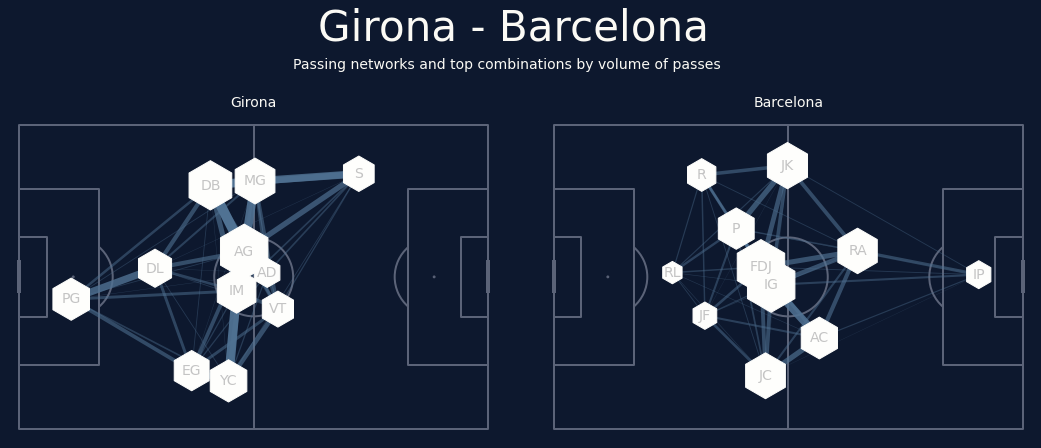 Girona - Barcelona
Passing networks and top combinations by volume of passes
Girona
DB
MG
S
AG
DL
AD
IM
PG
VT
EG
YC
Barcelona
R
JK
P
RA
FDJ
RL
IP
IG
JF
AC
JC